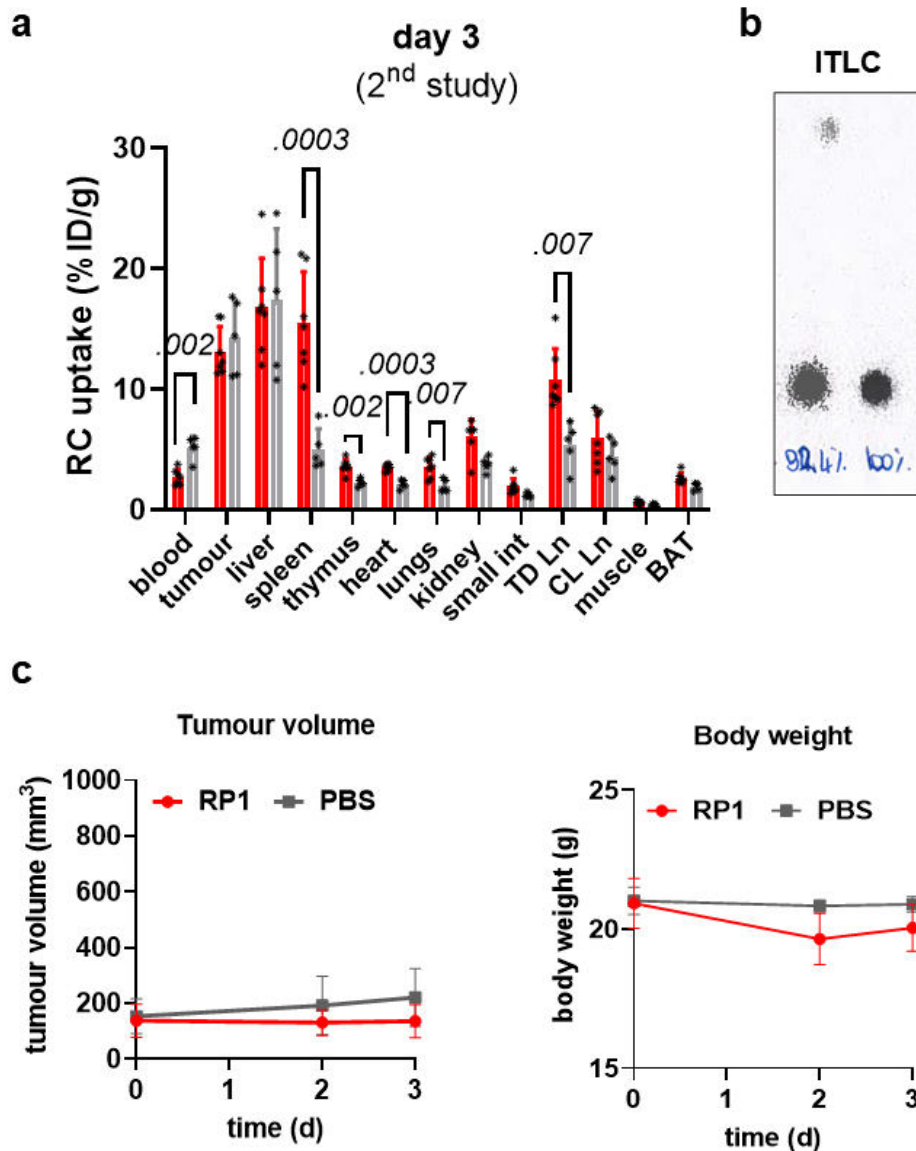 a
day 3
(2nd study)
RC uptake (% ID/g)
30
20
10
0
.002
.0003
.002
.0003
.007
.007
blood
tumour
liver
spleen
thymus
heart
lungs
kidney
small int
TD Ln
CL Ln
muscle
BAT
b
ITLC
100%
c
Tumour volume
RP1
PBS
tumour volume (mm3)
1000
800
600
400
200
0
0 1 2 3
time (d)
Body weight
RP1
PBS
body weight (g)
25
20
15
0 1 2 3
time (d)